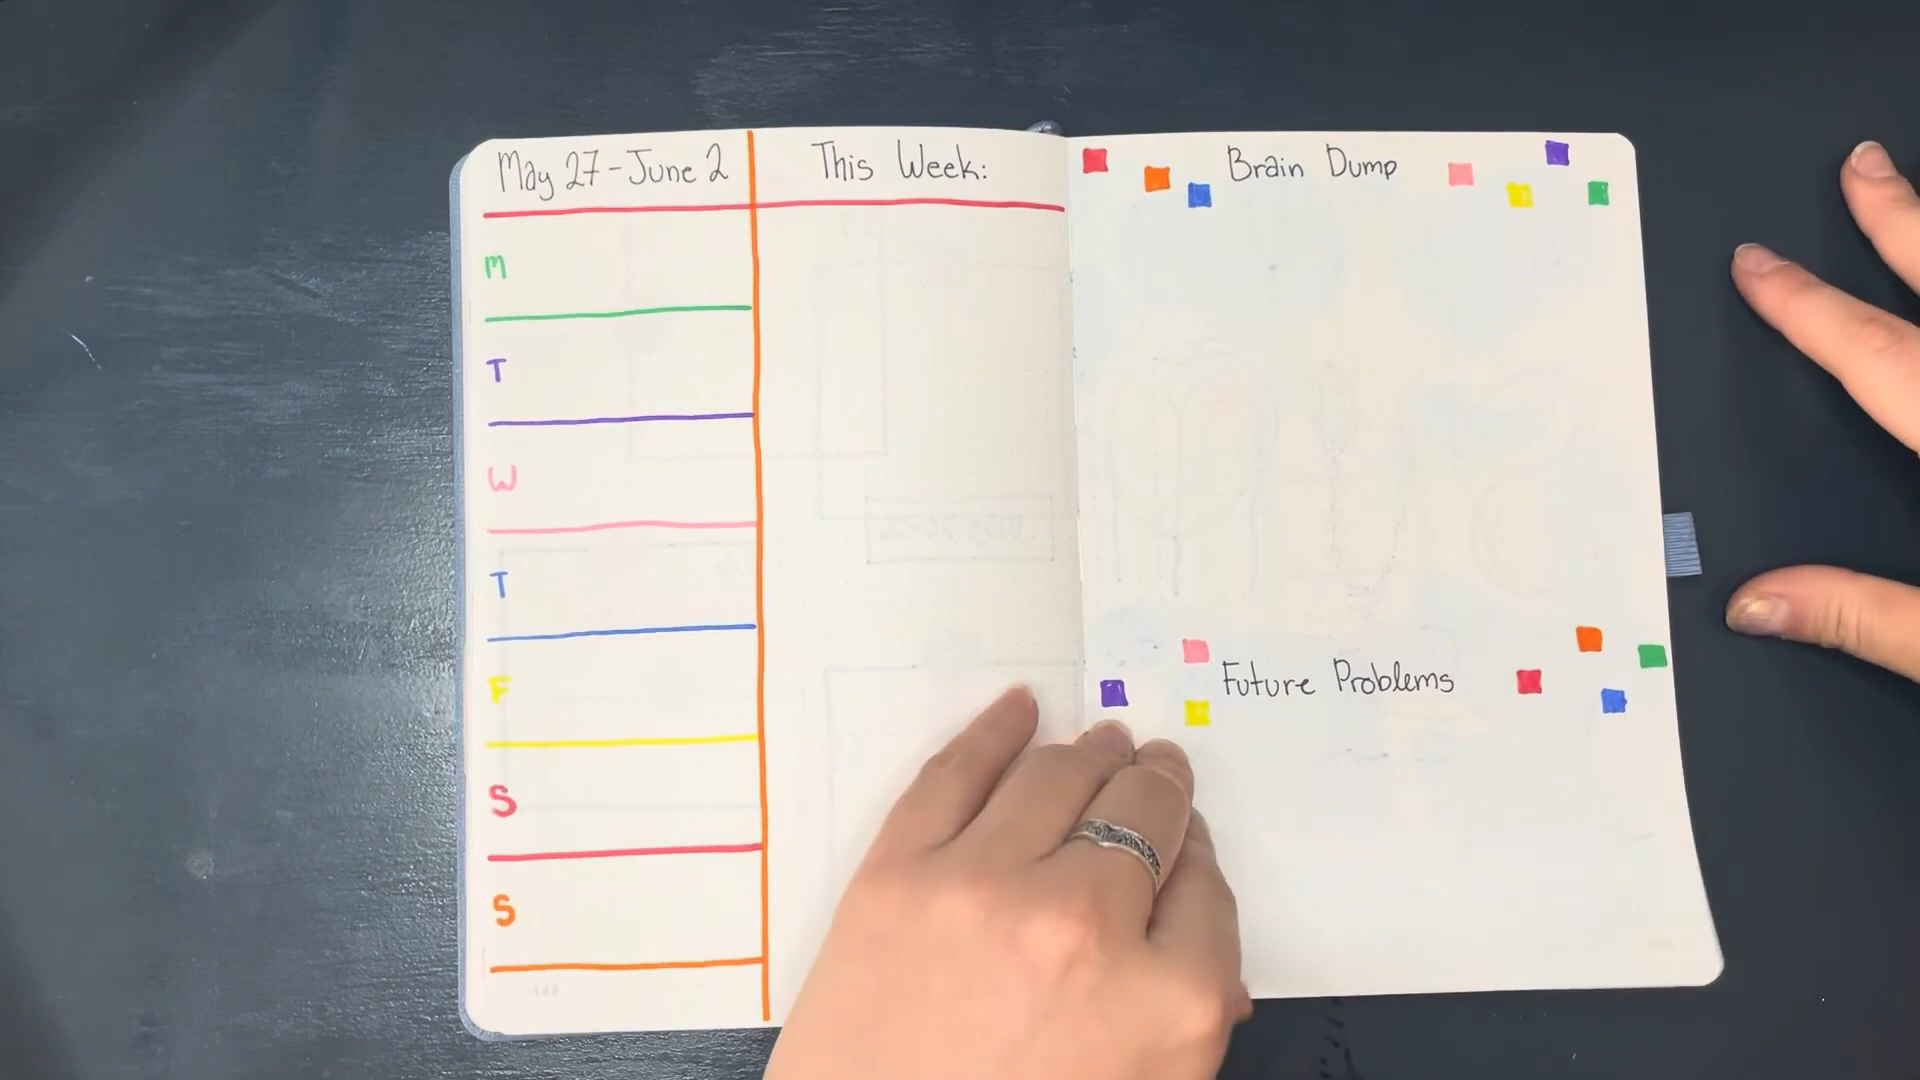 May 27-June 2
M
T
W
T
F
S
S
This Week:
Brain Dump
Future Problems